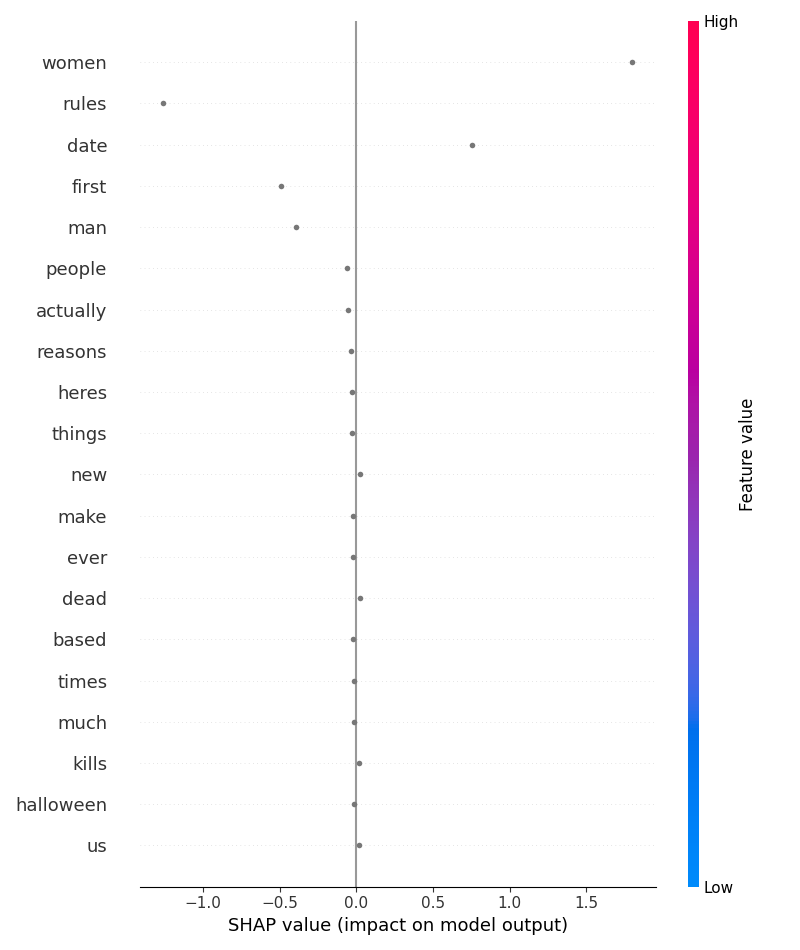 High
women
rules
date
first
man
people
actually
reasons
heres
things
new
make
ever
dead
based
times
much
kills
halloween
us
Feature value
Low
−1.0 −0.5 0.0 0.5 1.0 1.5
SHAP value (impact on model output)